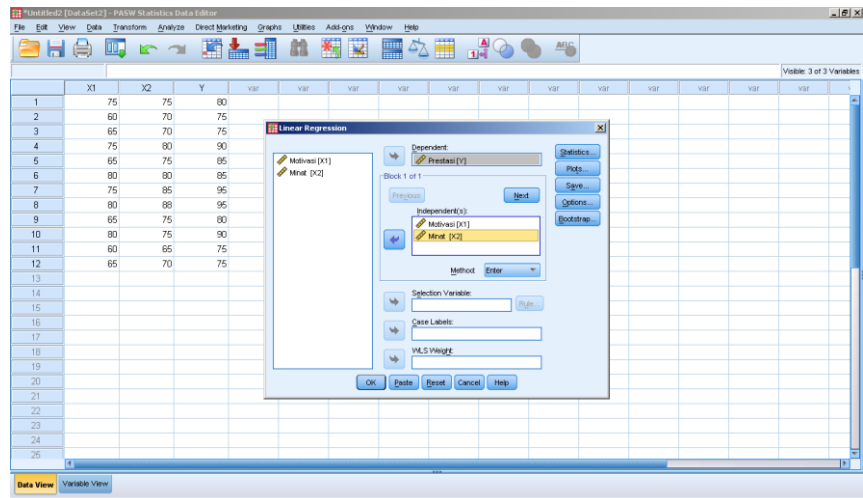 *Untitled2 [DataSet2] - PASW Statistics Data Editor
File Edit View Data Transform Analyze Direct Marketing Graphs Utilities Add-ons Window Help
Visible: 3 of 3 Variables
X1 X2 Y var var var var var var var var var var
1 75 75 80
2 60 70 75
3 65 70 75
4 75 80 90
5 65 75 85
6 80 80 85
7 75 85 95
8 80 88 95
9 65 75 80
10 80 75 90
11 60 65 75
12 65 70 75
13
14
15
16
17
18
19
20
21
22
23
24
25
Linear Regression
Motivasi [X1]
Minat [X2]
Dependent:
Prestasi [Y]
Block 1 of 1
Previous Next
Independent(s):
Motivasi [X1]
Minat [X2]
Method: Enter
Selection Variable:
Rule...
Case Labels:
WLS Weight:
Statistics...
Plots...
Save...
Options...
Bootstrap...
OK Paste Reset Cancel Help
Data View Variable View